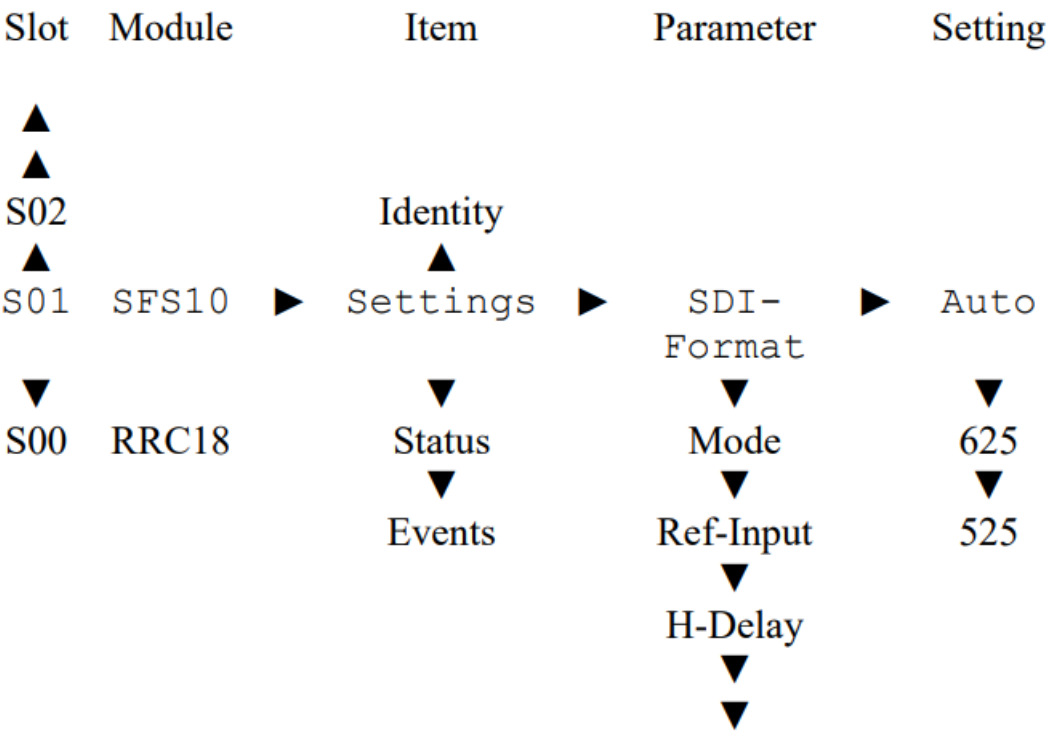 Slot Module Item Parameter Setting
▲
▲
S02 Identity
▲ ▲
S01 SFS10 ► Settings ► SDI- ► Auto
Format
▼ ▼ ▼ ▼
S00 RRC18 Status Mode 625
▼ ▼ ▼
Events Ref-Input 525
▼
H-Delay
▼
▼